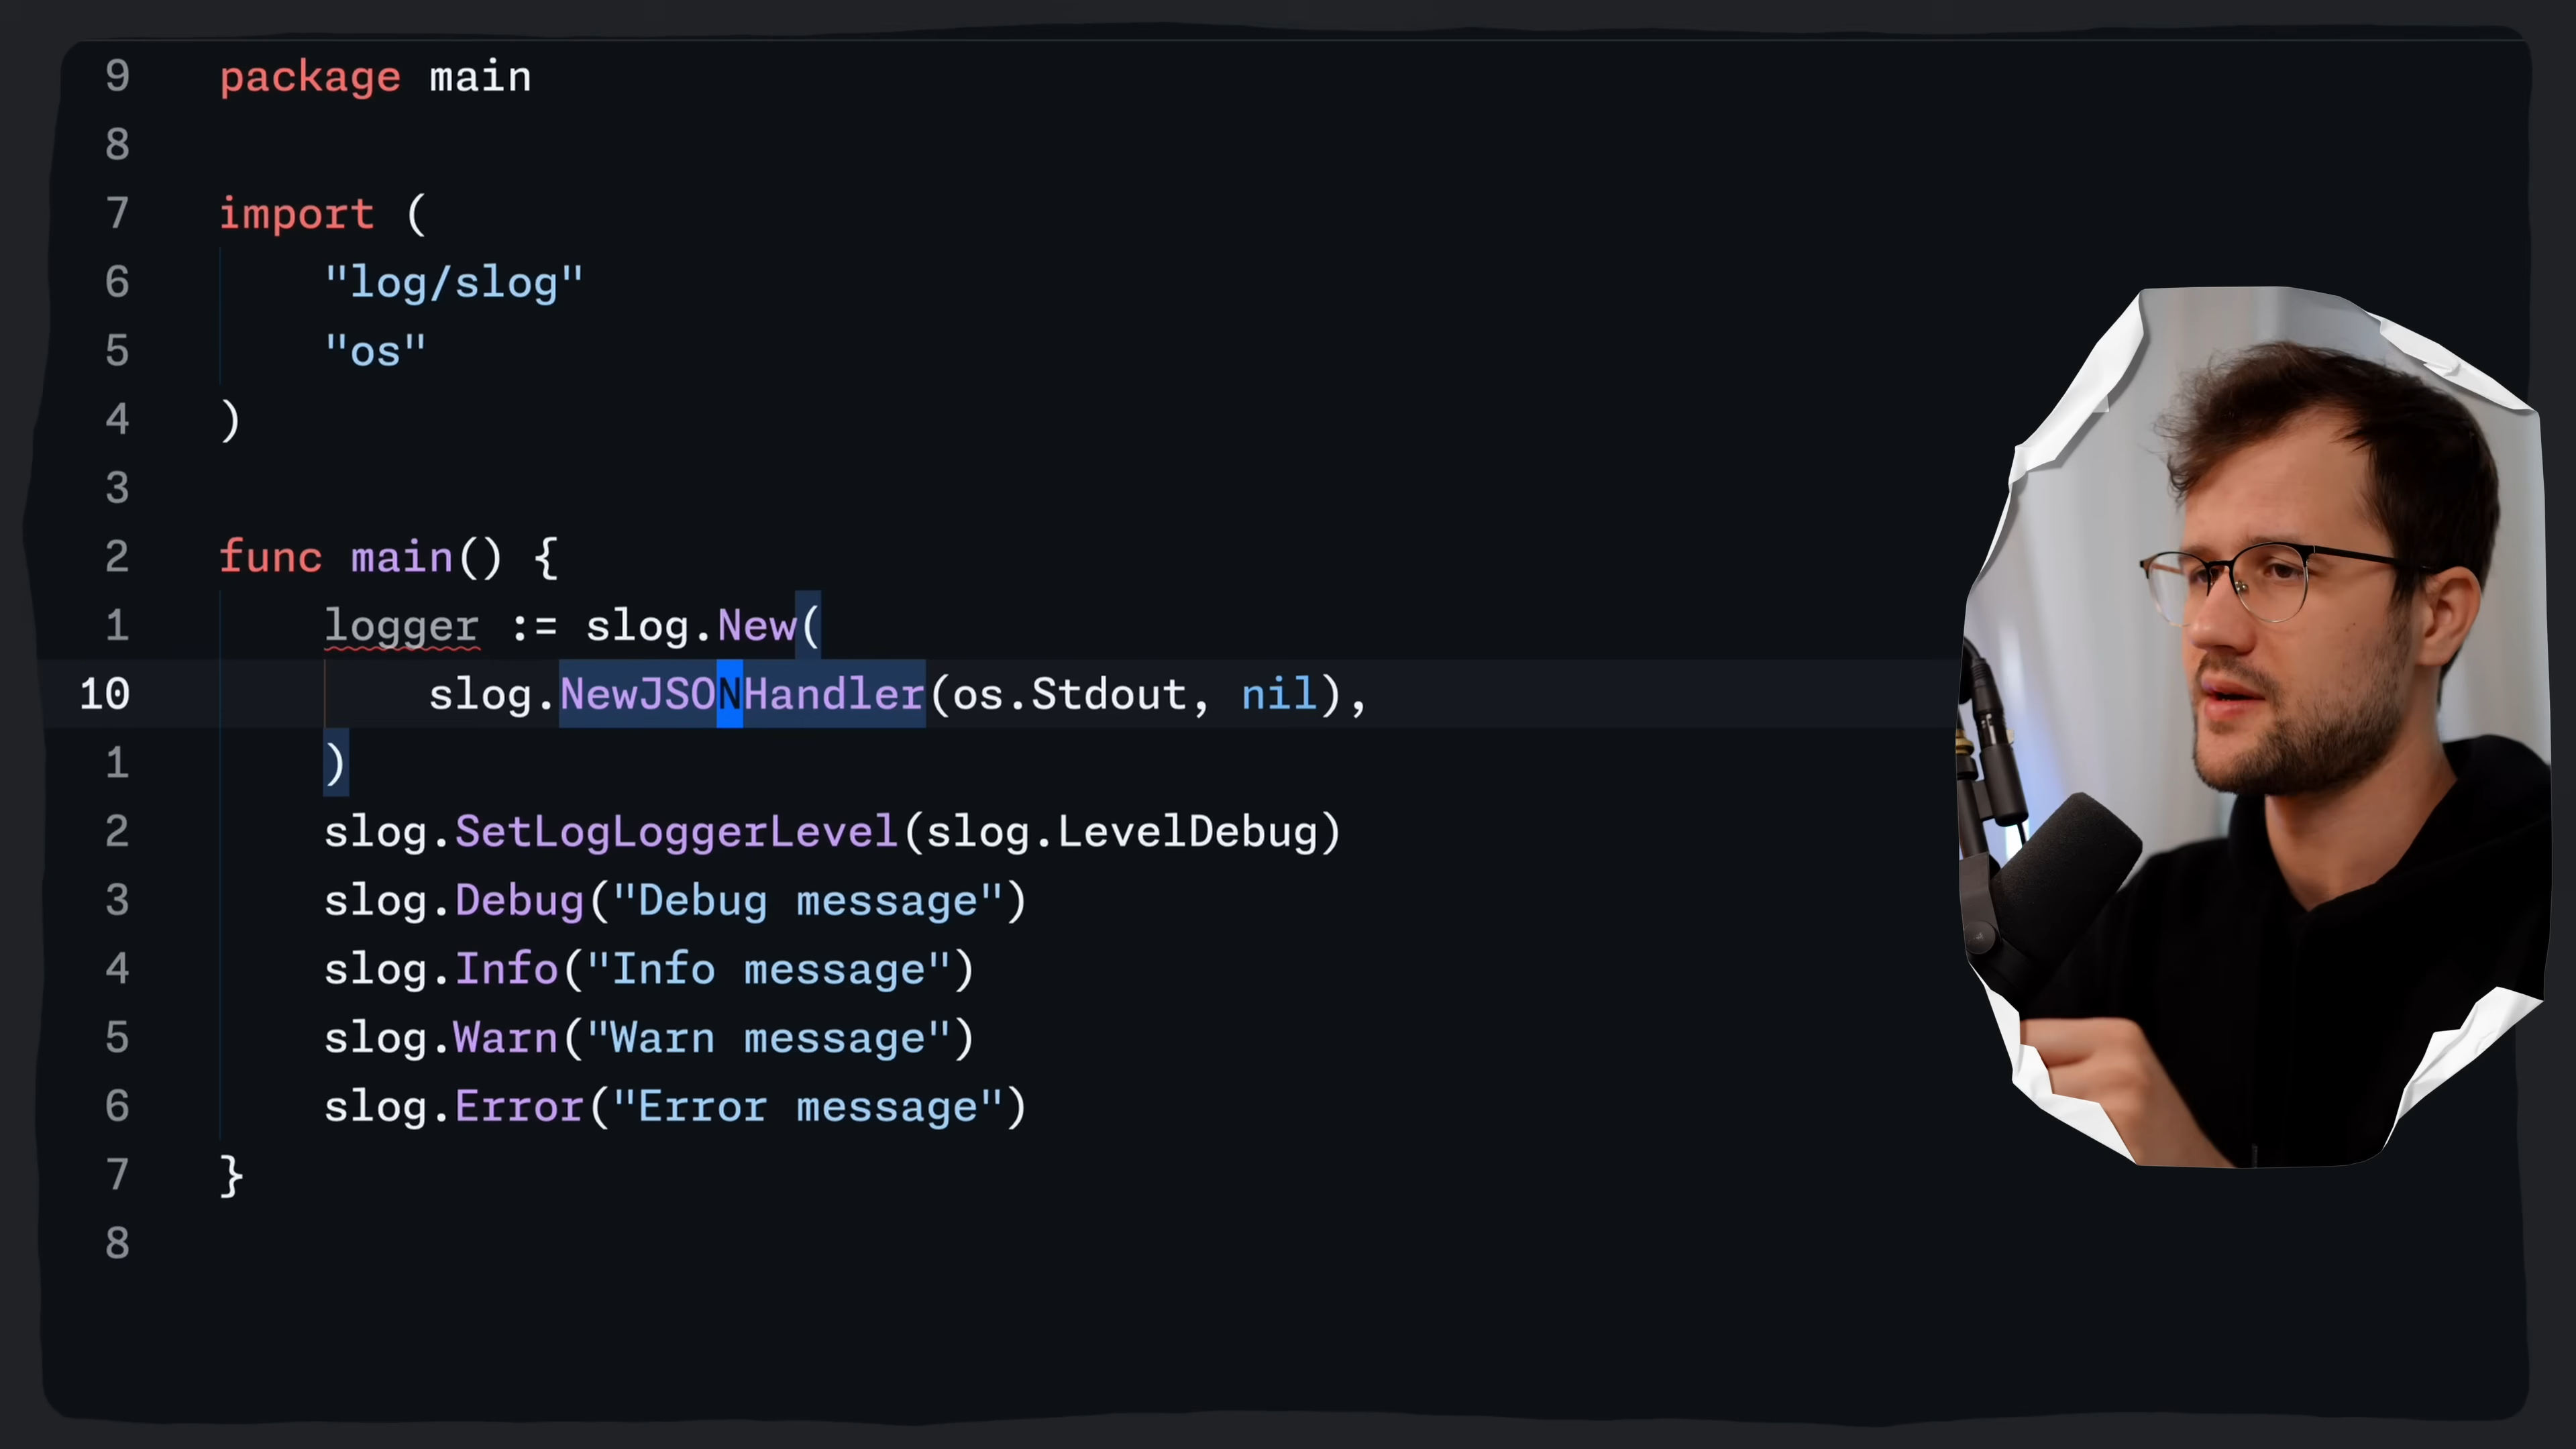 9 package main
8
7 import (
6 "log/slog"
5 "os"
4 )
3
2 func main() {
1 logger := slog.New(
10 slog.NewJSONHandler(os.Stdout, nil),
1 )
2 slog.SetLogLoggerLevel(slog.LevelDebug)
3 slog.Debug("Debug message")
4 slog.Info("Info message")
5 slog.Warn("Warn message")
6 slog.Error("Error message")
7 }
8